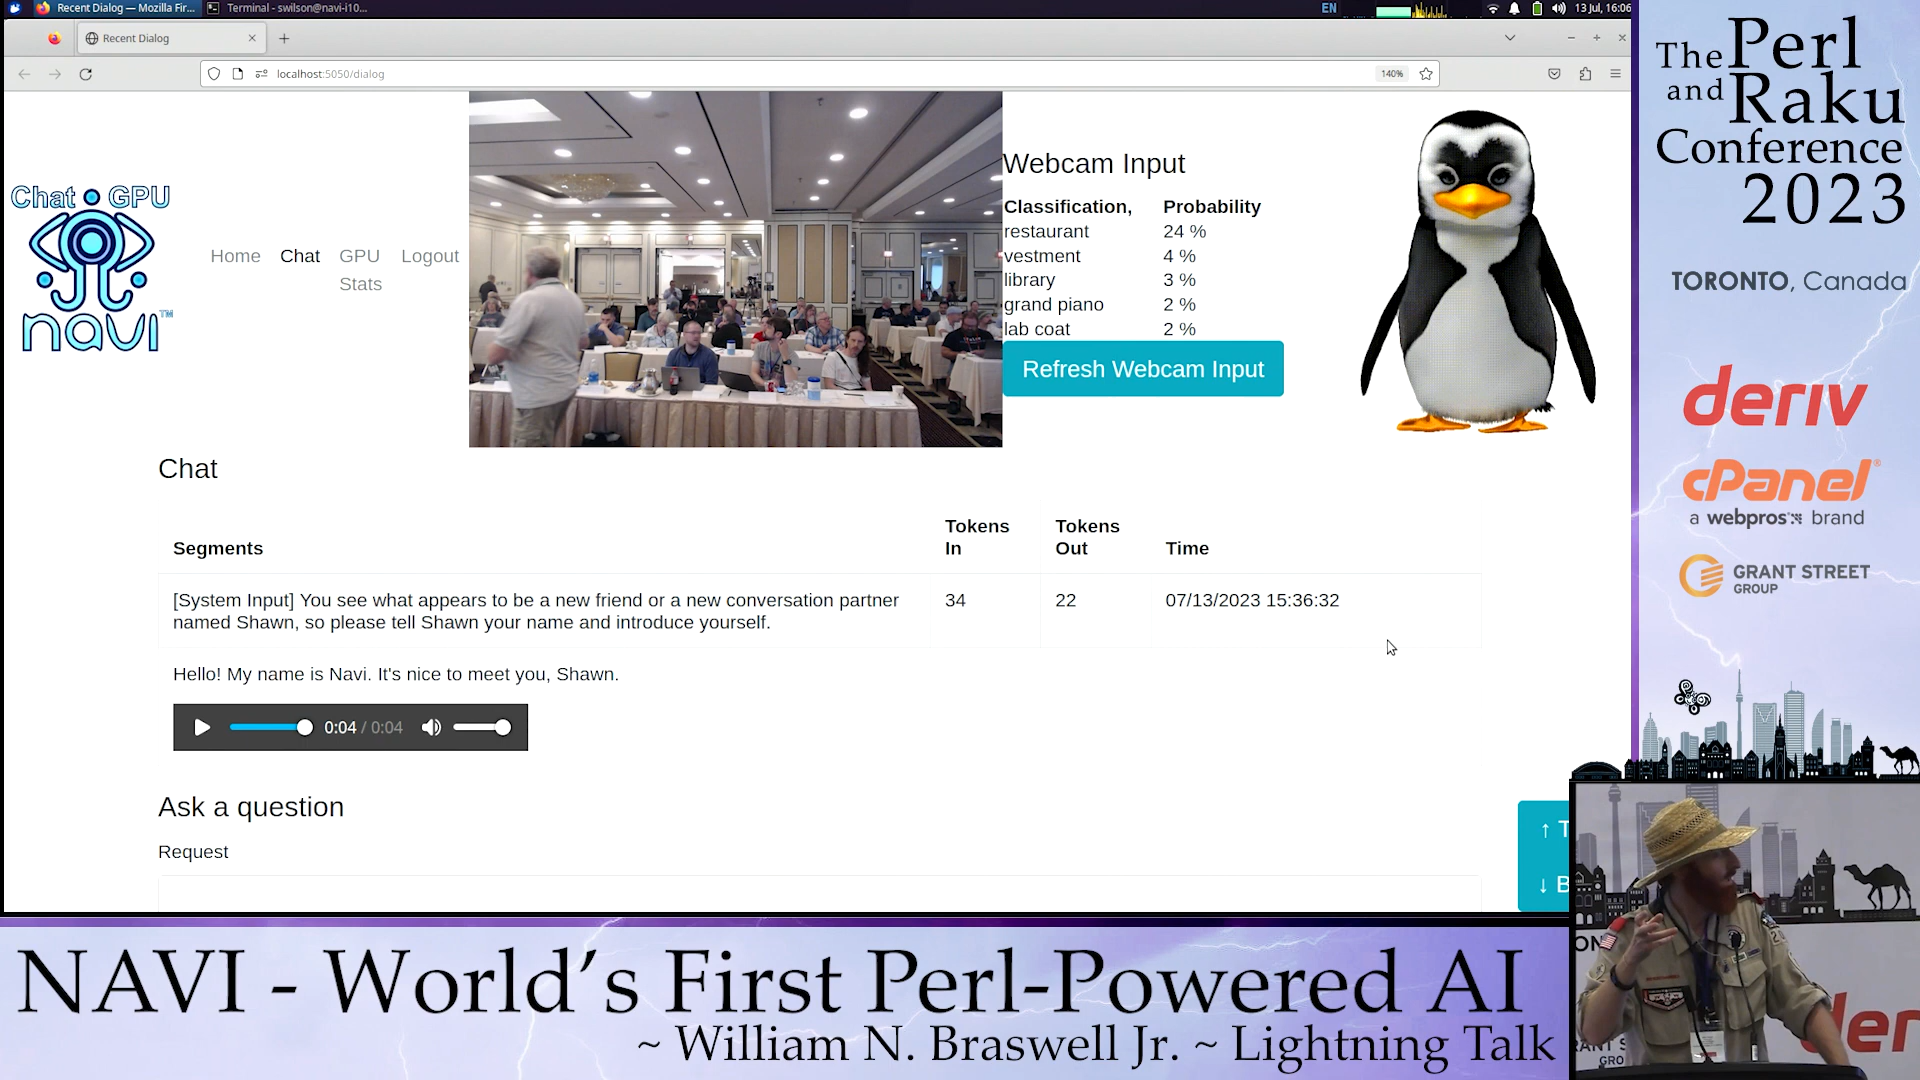 Recent Dialog — Mozilla Fir...
Terminal - swilson@navi-i10...
EN
13 Jul, 16:06
Recent Dialog
localhost:5050/dialog
140%
Chat GPU
navi™
Home
Chat
GPU Stats
Logout
Webcam Input
Classification, Probability
restaurant 24 %
vestment 4 %
library 3 %
grand piano 2 %
lab coat 2 %
Refresh Webcam Input
Chat
Segments Tokens In Tokens Out Time
[System Input] You see what appears to be a new friend or a new conversation partner
named Shawn, so please tell Shawn your name and introduce yourself.
34 22 07/13/2023 15:36:32
Hello! My name is Navi. It's nice to meet you, Shawn.
0:04 / 0:04
Ask a question
Request
↑ T
↓ B
The Perl
and Raku
Conference
2023
TORONTO, Canada
deriv
cPanel®
a webpros brand
GRANT STREET
GROUP
NAVI - World's First Perl-Powered AI
~ William N. Braswell Jr. ~ Lightning Talk
der